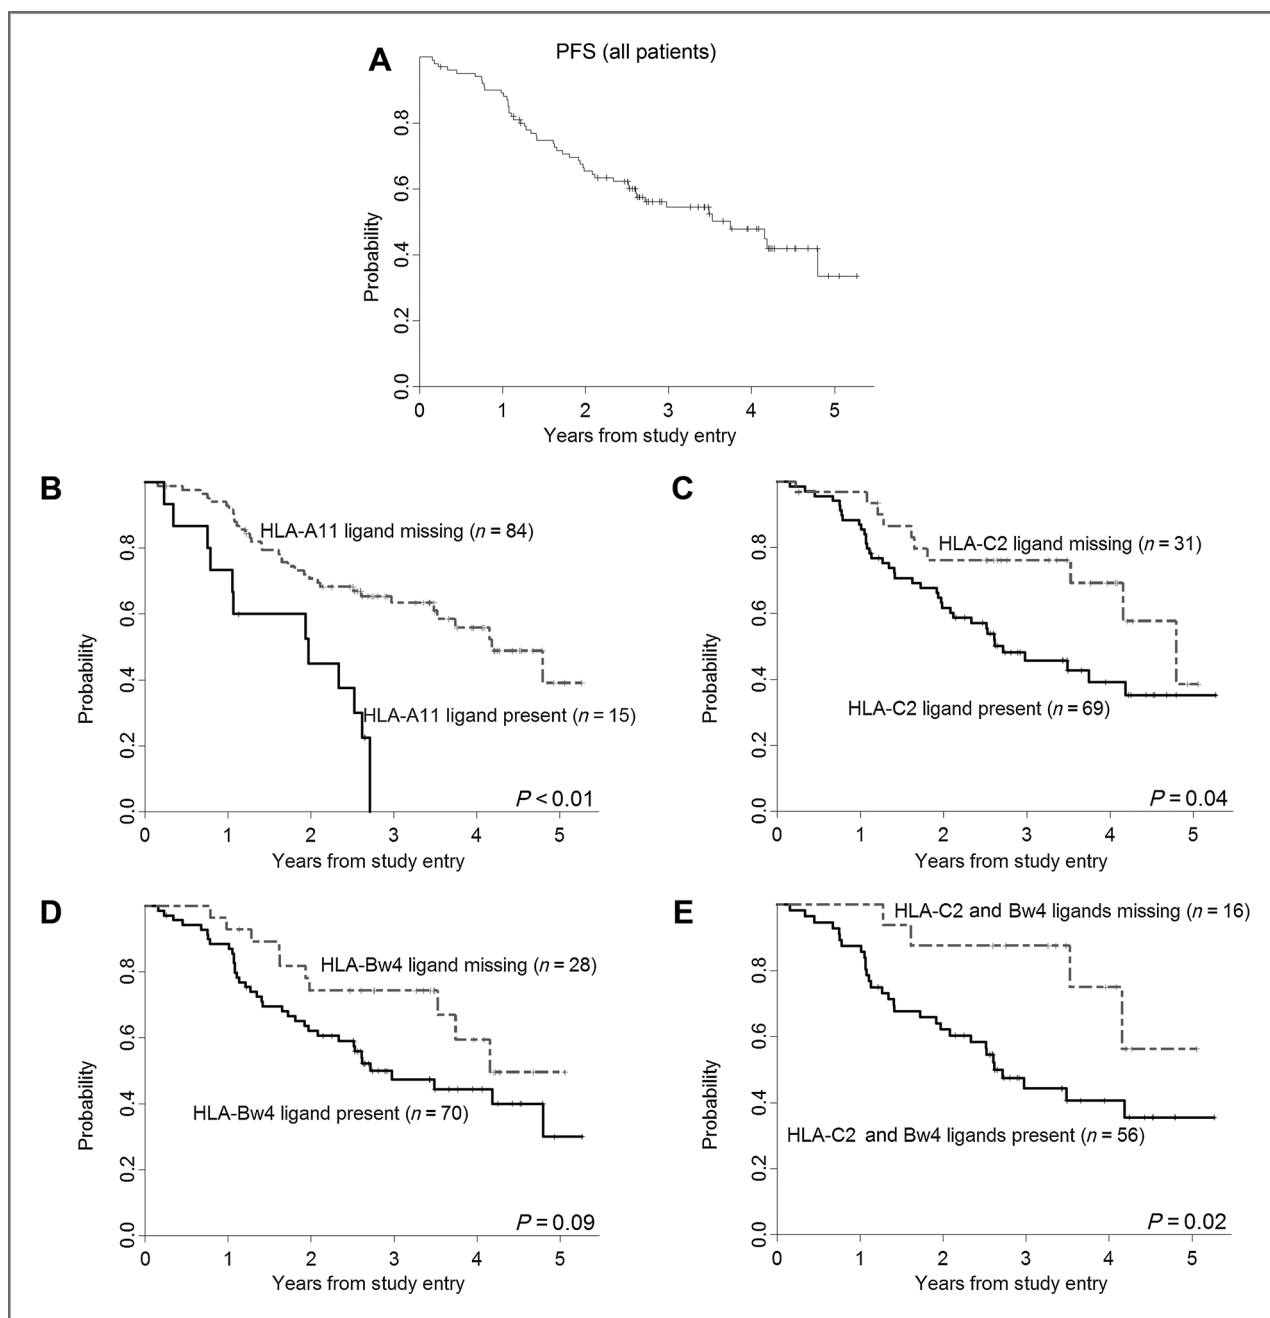 A
PFS (all patients)
Probability
0.0 0.2 0.4 0.6 0.8
0 1 2 3 4 5
Years from study entry
B
HLA-A11 ligand missing (n = 84)
HLA-A11 ligand present (n = 15)
P < 0.01
Probability
0.0 0.2 0.4 0.6 0.8
0 1 2 3 4 5
Years from study entry
C
HLA-C2 ligand missing (n = 31)
HLA-C2 ligand present (n = 69)
P = 0.04
Probability
0.0 0.2 0.4 0.6 0.8
0 1 2 3 4 5
Years from study entry
D
HLA-Bw4 ligand missing (n = 28)
HLA-Bw4 ligand present (n = 70)
P = 0.09
Probability
0.0 0.2 0.4 0.6 0.8
0 1 2 3 4 5
Years from study entry
E
HLA-C2 and Bw4 ligands missing (n = 16)
HLA-C2 and Bw4 ligands present (n = 56)
P = 0.02
Probability
0.0 0.2 0.4 0.6 0.8
0 1 2 3 4 5
Years from study entry